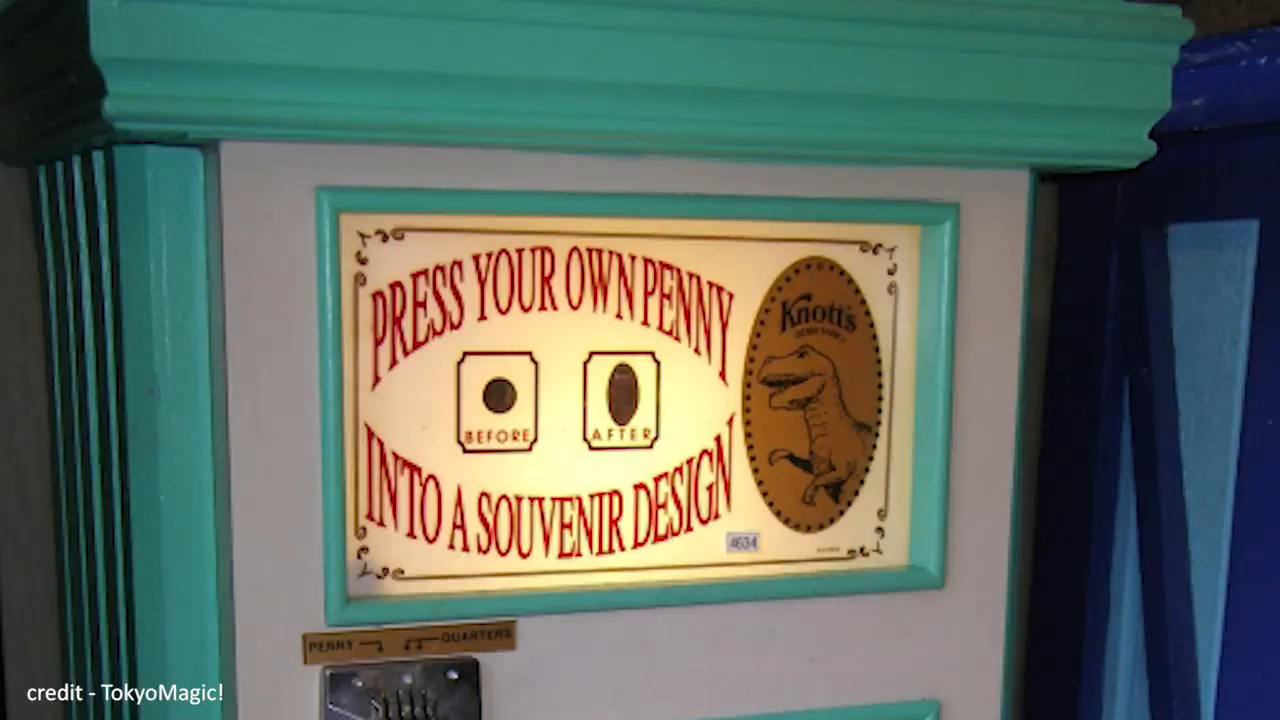 PRESS YOUR OWN PENNY
Knott's
BEFORE
AFTER
INTO A SOUVENIR DESIGN
4634
PENNY
QUARTERS
credit - TokyoMagic!